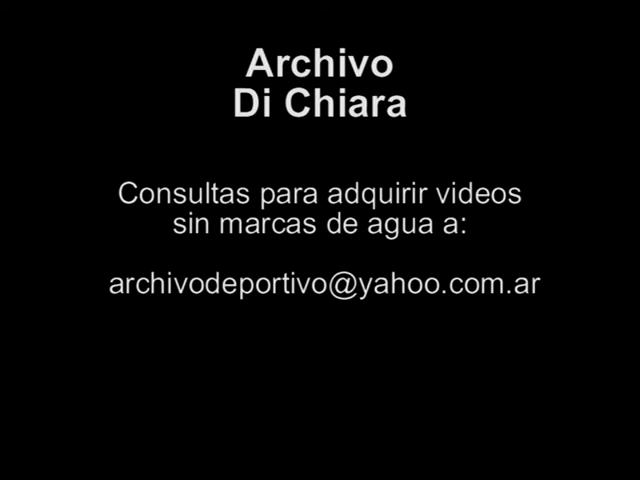 Archivo
Di Chiara
Consultas para adquirir videos
sin marcas de agua a:
archivodeportivo@yahoo.com.ar